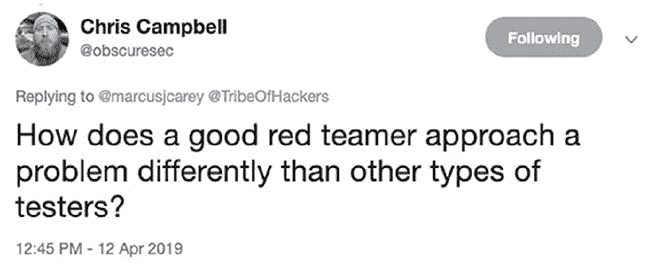 Chris Campbell
@obscuresec
Following
Replying to @marcusjcarey @TribeOfHackers
How does a good red teamer approach a
problem differently than other types of
testers?
12:45 PM - 12 Apr 2019